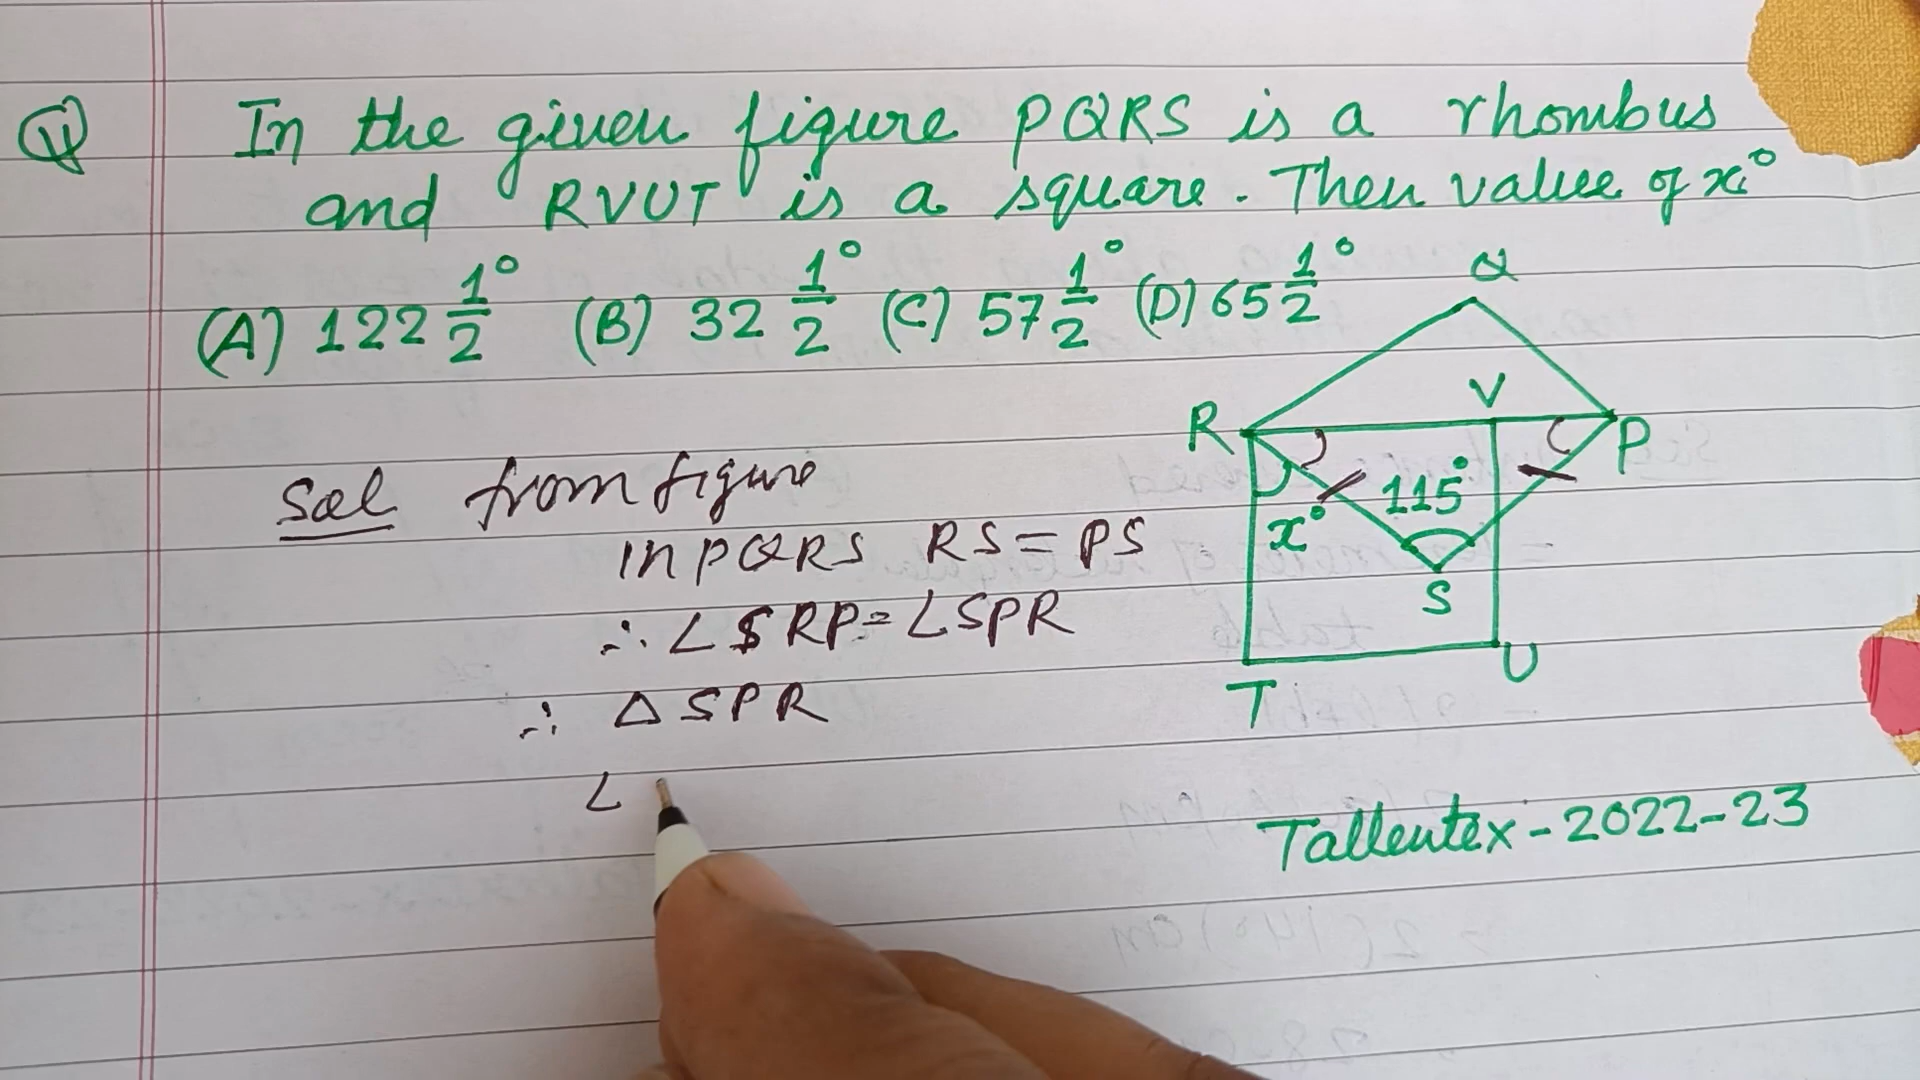 Q In the given figure PQRS is a rhombus
and RVUT is a square. Then value of x°
(A) 122 1/2° (B) 32 1/2° (C) 57 1/2° (D) 65 1/2°
Q
R V P
115°
x°
S
T U
Sol from figure
In PQRS RS = PS
∴ ∠SRP = ∠SPR
∴ △SPR
∠
Tallentex-2022-23